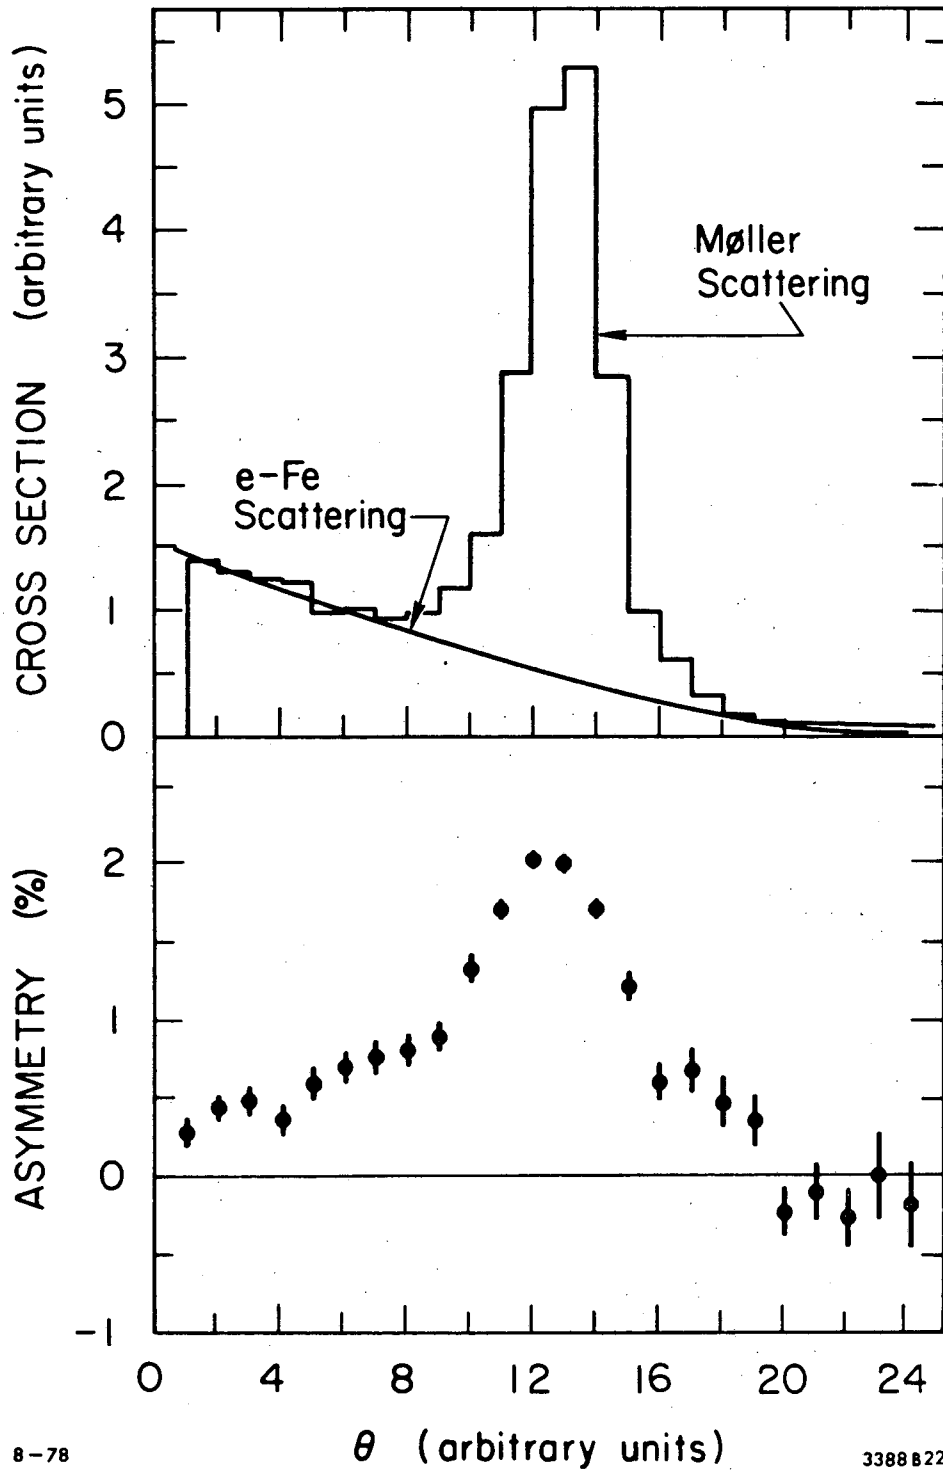 CROSS SECTION (arbitrary units)
5
4
3
2
1
0
Møller
Scattering
e-Fe
Scattering
ASYMMETRY (%)
2
1
0
-1
0 4 8 12 16 20 24
θ (arbitrary units)
8-78
3388B22